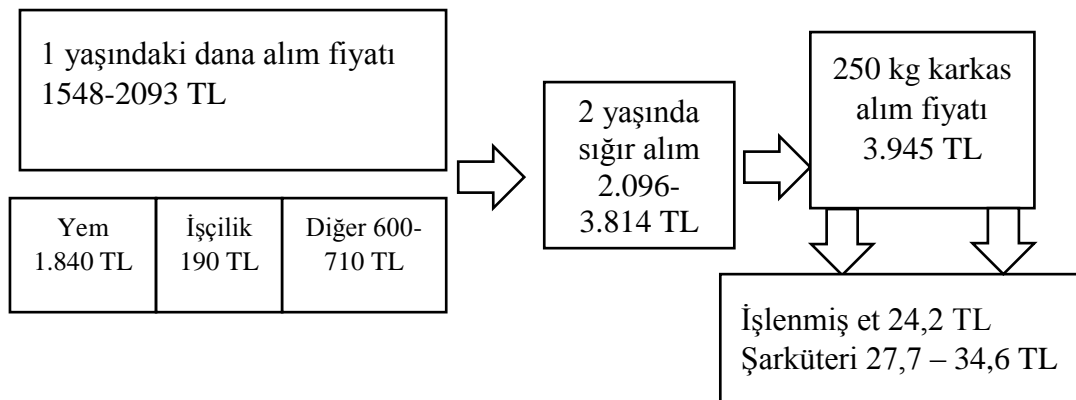 1 yaşındaki dana alım fiyatı
1548-2093 TL
Yem
1.840 TL
İşçilik
190 TL
Diğer 600-
710 TL
2 yaşında
sığır alım
2.096-
3.814 TL
250 kg karkas
alım fiyatı
3.945 TL
İşlenmiş et 24,2 TL
Şarküteri 27,7 – 34,6 TL